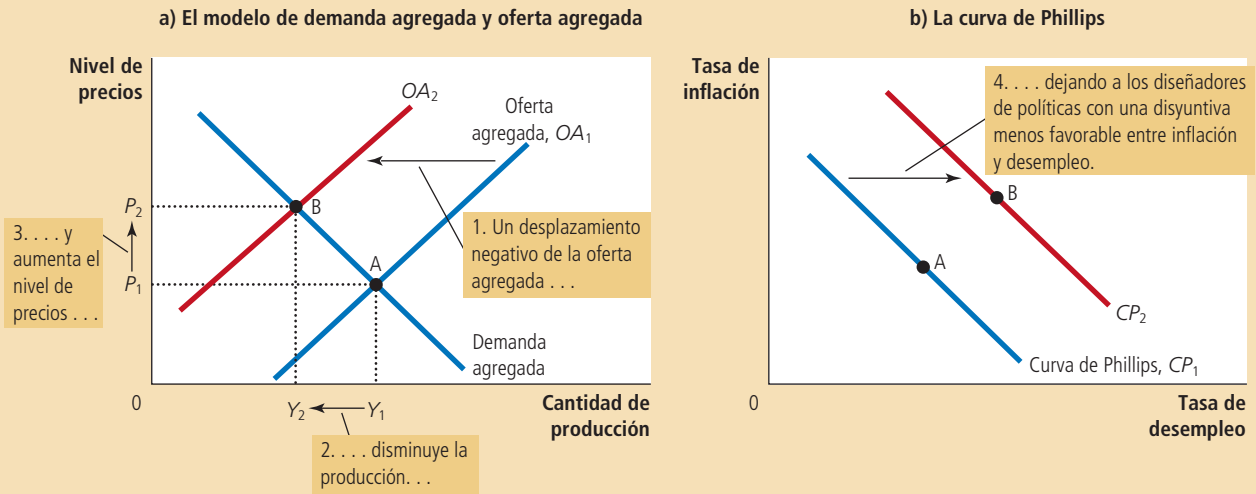 a) El modelo de demanda agregada y oferta agregada
Nivel de
precios
OA2
Oferta
agregada, OA1
P2
B
3. . . . y
aumenta el
nivel de
precios . . .
P1
A
1. Un desplazamiento
negativo de la oferta
agregada . . .
Demanda
agregada
0
Y2
Y1
Cantidad de
producción
2. . . . disminuye la
producción. . .
b) La curva de Phillips
Tasa de
inflación
4. . . . dejando a los diseñadores
de políticas con una disyuntiva
menos favorable entre inflación
y desempleo.
B
A
CP2
Curva de Phillips, CP1
0
Tasa de
desempleo